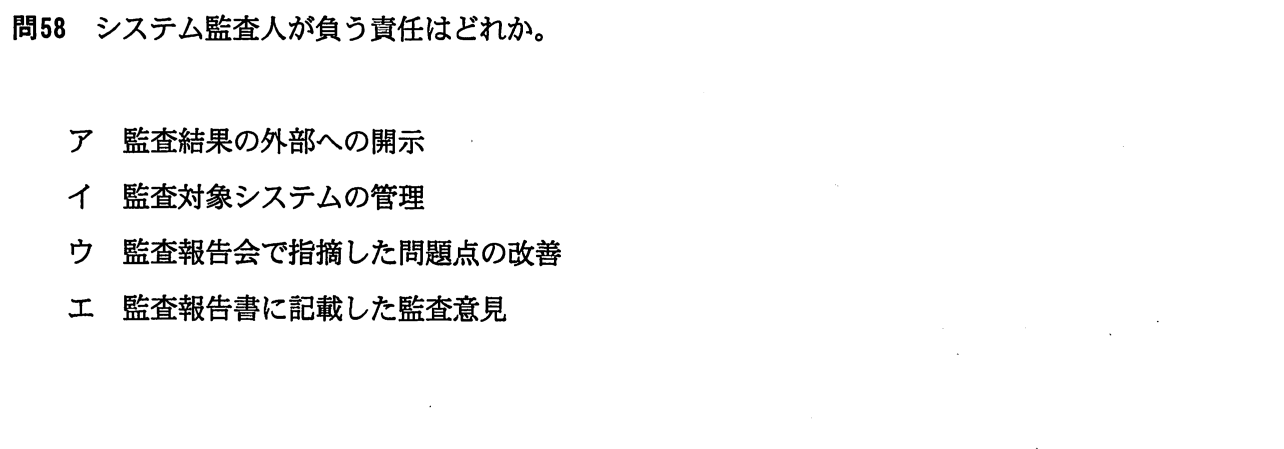 問58　システム監査人が負う責任はどれか。
ア　監査結果の外部への開示
イ　監査対象システムの管理
ウ　監査報告会で指摘した問題点の改善
エ　監査報告書に記載した監査意見